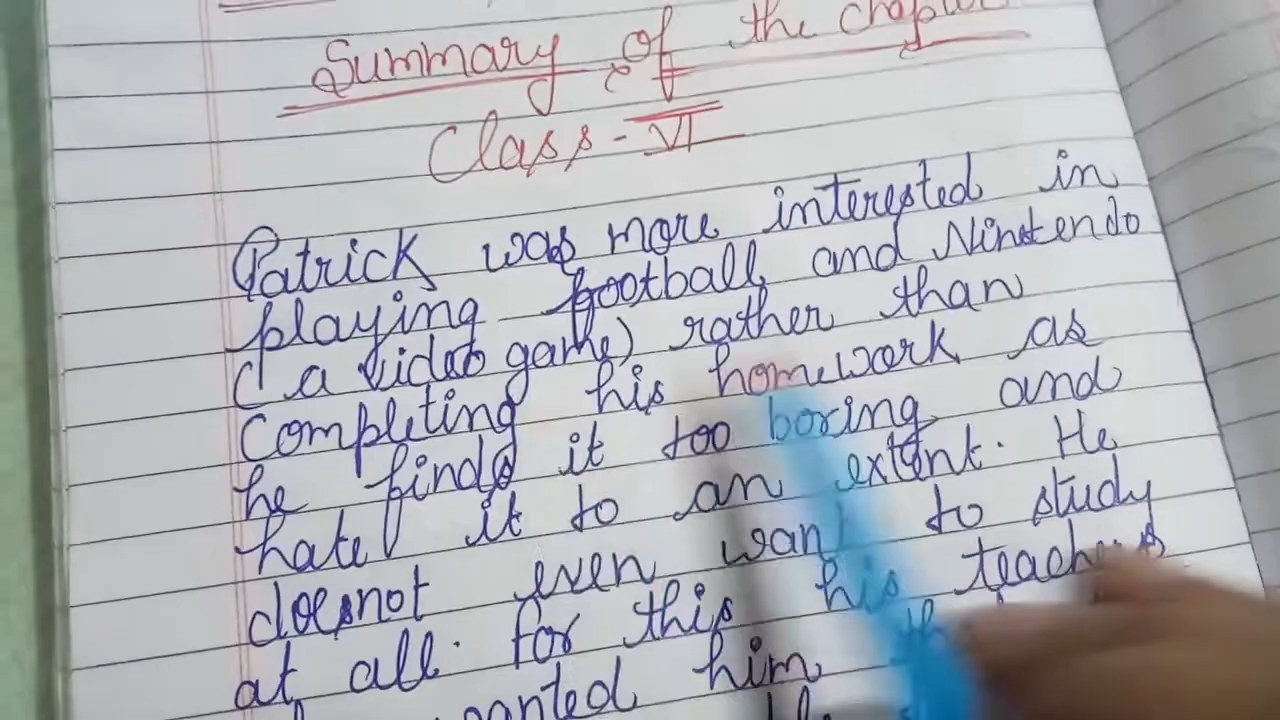 Summary of the chapter
Class-VI
Patrick was more interested in
playing football and Nintendo
( a video game) rather than
completing his homework as
he finds it too boring and
hate it to an extent. He
doesnot even want to study
at all. for this his teachers
him